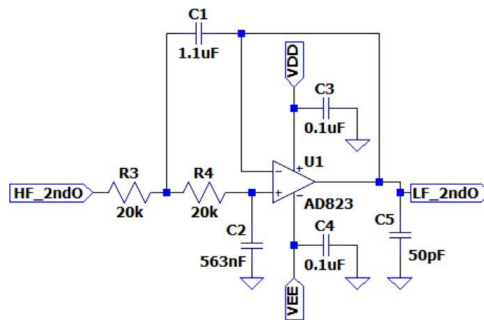 C1
1.1uF
VDD
C3
0.1uF
U1
R3
R4
HF_2ndO
LF_2ndO
20k
20k
AD823
C2
C4
C5
563nF
0.1uF
50pF
VEE